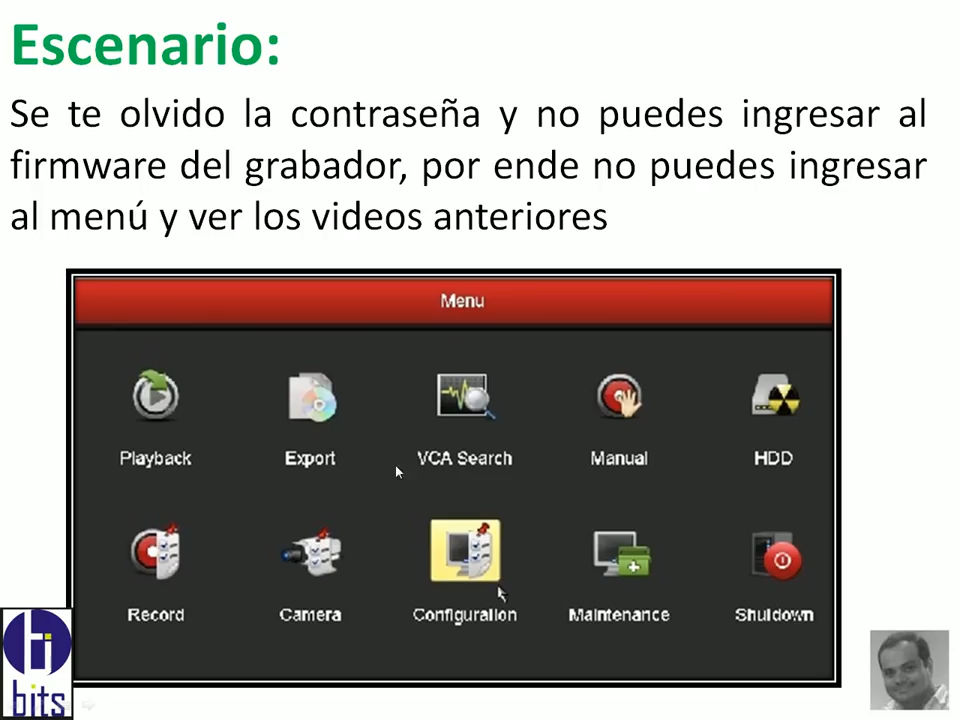 Escenario:
Se te olvido la contraseña y no puedes ingresar al
firmware del grabador, por ende no puedes ingresar
al menú y ver los videos anteriores
Menu
Playback Export VCA Search Manual HDD
Record Camera Configuration Maintenance Shutdown
bits